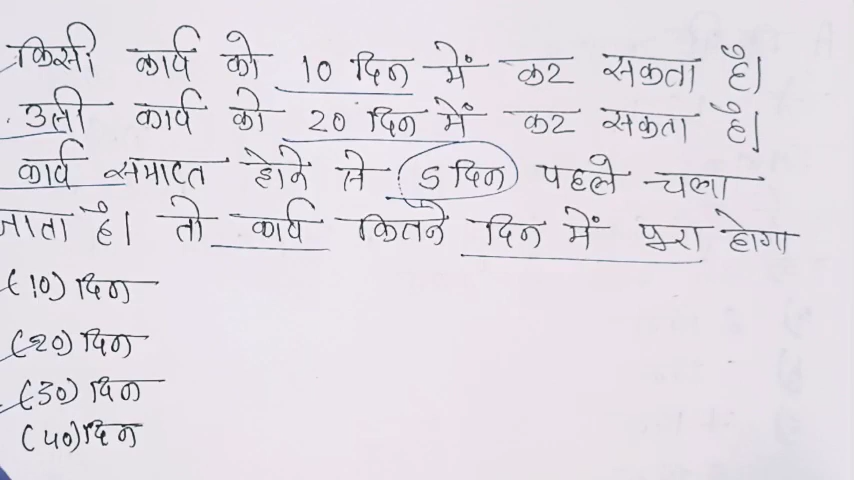 किसी कार्य को 10 दिन में कर सकता है।
उसी कार्य को 20 दिन में कर सकता है।
कार्य समाप्त होने से 5 दिन पहले चला
जाता है। तो कार्य कितने दिन में पूरा होगा
(10) दिन
(20) दिन
(30) दिन
(40) दिन